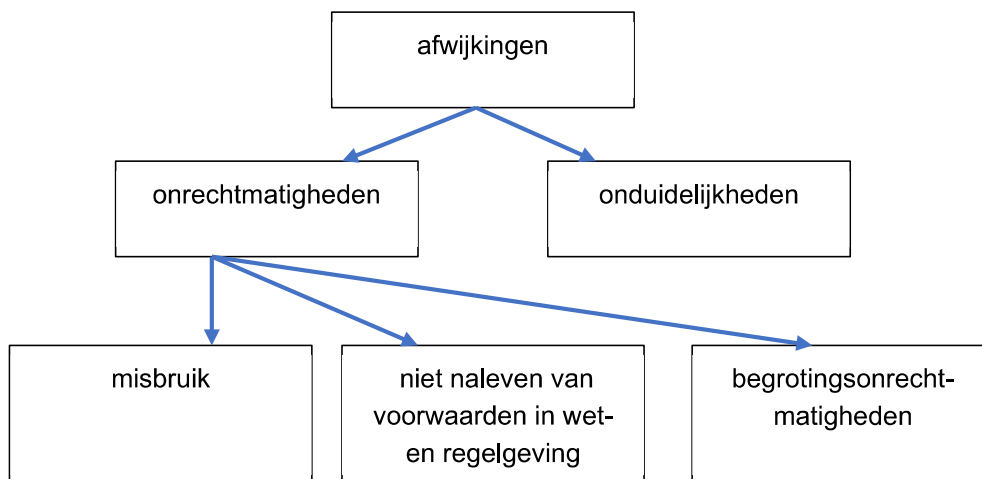 afwijkingen
onrechtmatigheden
onduidelijkheden
misbruik
niet naleven van
voorwaarden in wet-
en regelgeving
begrotingsonrecht-
matigheden